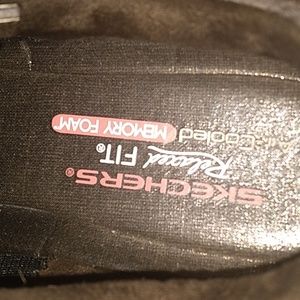 SKECHERS®
Relaxed FIT®
Cooled
MEMORY FOAM